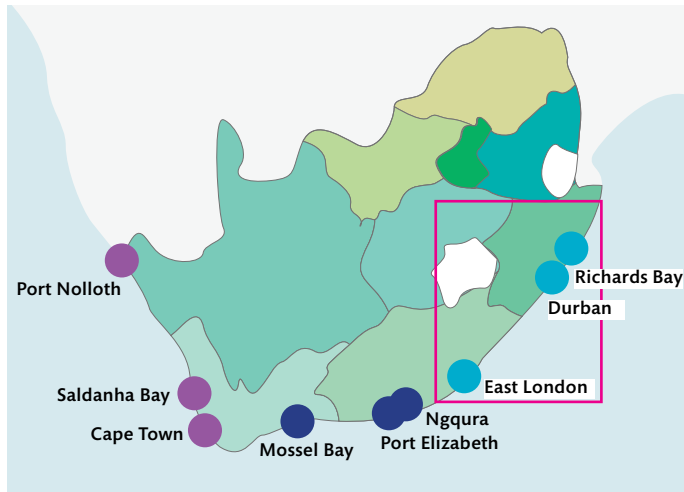 Port Nolloth
Richards Bay
Durban
Saldanha Bay
East London
Cape Town
Ngqura
Mossel Bay
Port Elizabeth